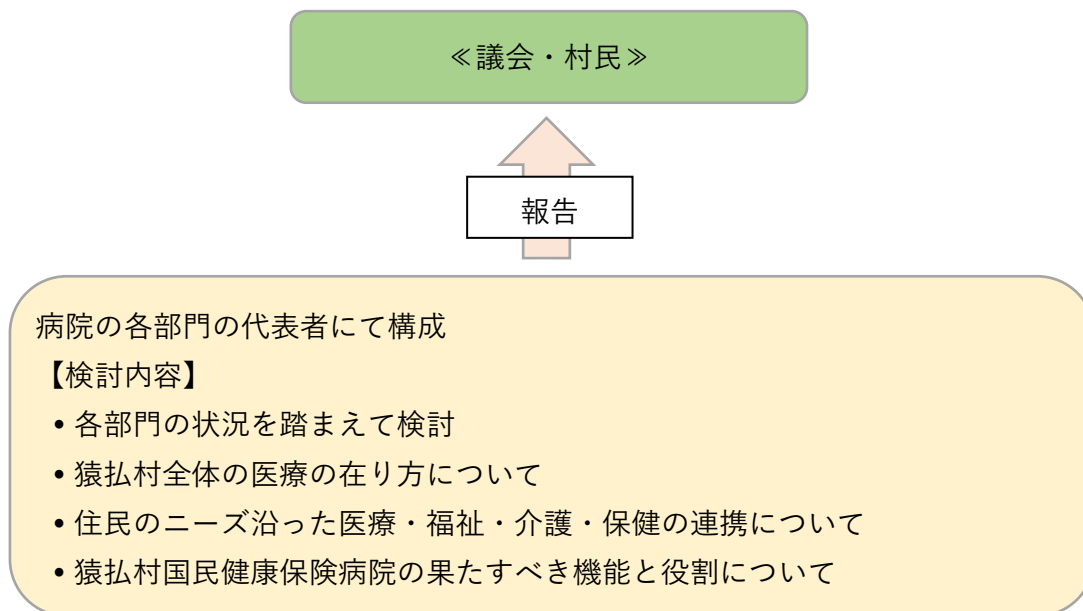 ≪議会・村民≫
報告
病院の各部門の代表者にて構成
【検討内容】
• 各部門の状況を踏まえて検討
• 猿払村全体の医療の在り方について
• 住民のニーズ沿った医療・福祉・介護・保健の連携について
• 猿払村国民健康保険病院の果たすべき機能と役割について